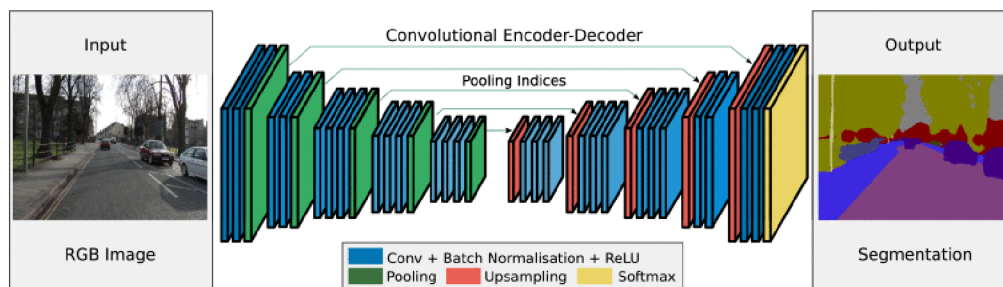 Input
Convolutional Encoder-Decoder
Pooling Indices
Output
RGB Image
Conv + Batch Normalisation + ReLU
Pooling
Upsampling
Softmax
Segmentation